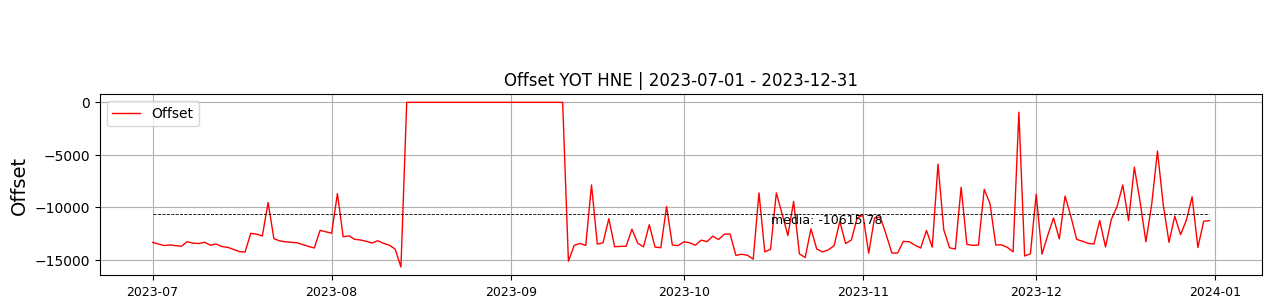 Offset YOT HNE | 2023-07-01 - 2023-12-31
Offset
0
−5000
−10000
−15000
Offset
media: -10615.78
2023-07
2023-08
2023-09
2023-10
2023-11
2023-12
2024-01